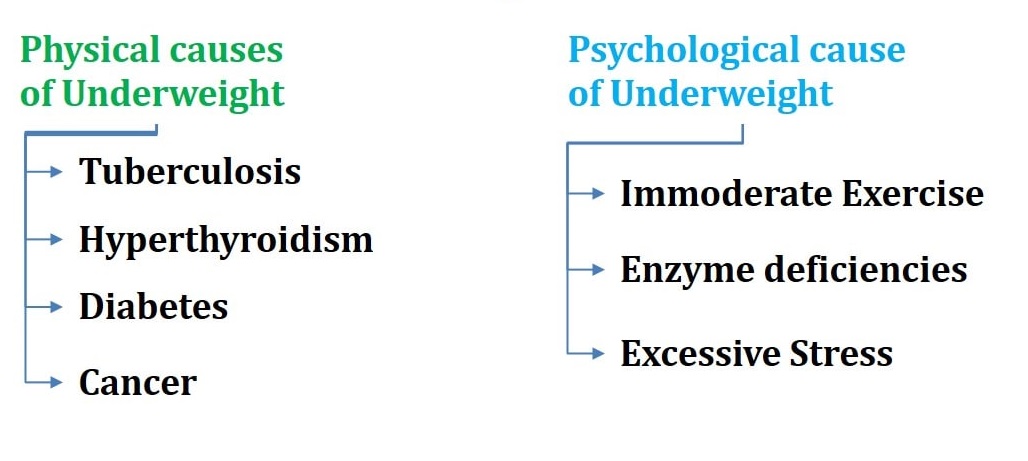 Physical causes
of Underweight
Tuberculosis
Hyperthyroidism
Diabetes
Cancer
Psychological cause
of Underweight
Immoderate Exercise
Enzyme deficiencies
Excessive Stress